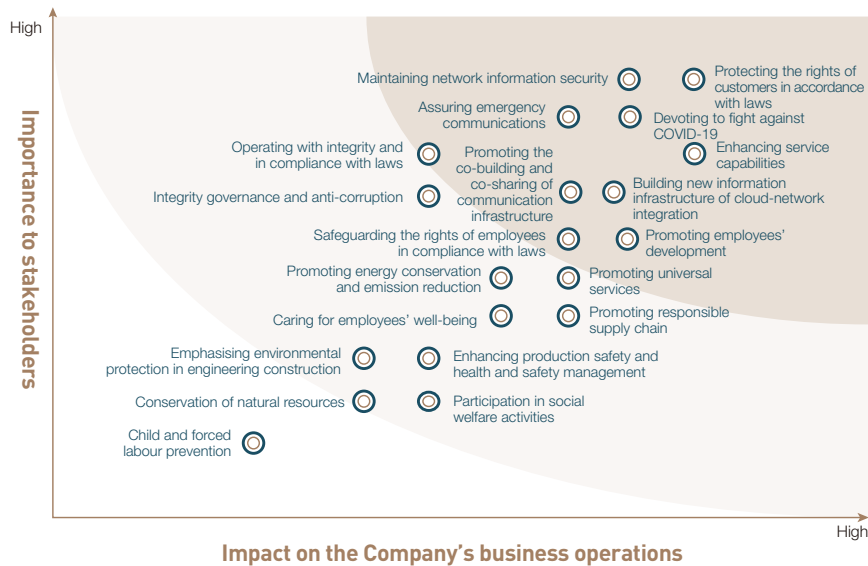 High
Importance to stakeholders
Maintaining network information security
Protecting the rights of
customers in accordance
with laws
Assuring emergency
communications
Devoting to fight against
COVID-19
Operating with integrity and
in compliance with laws
Promoting the
co-building and
co-sharing of
communication
infrastructure
Enhancing service
capabilities
Integrity governance and anti-corruption
Building new information
infrastructure of cloud-network
integration
Safeguarding the rights of employees
in compliance with laws
Promoting employees’
development
Promoting energy conservation
and emission reduction
Promoting universal
services
Caring for employees’ well-being
Promoting responsible
supply chain
Emphasising environmental
protection in engineering construction
Enhancing production safety and
health and safety management
Conservation of natural resources
Participation in social
welfare activities
Child and forced
labour prevention
High
Impact on the Company’s business operations